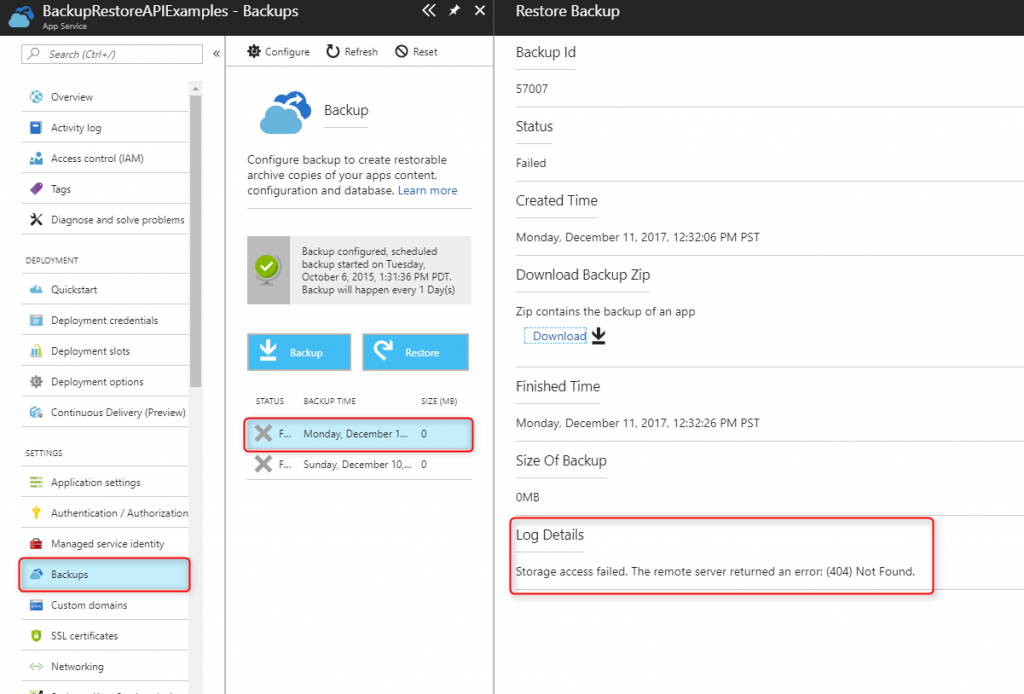 BackupRestoreAPIExamples - Backups
App Service
Search (Ctrl+/)
Overview
Activity log
Access control (IAM)
Tags
Diagnose and solve problems
DEPLOYMENT
Quickstart
Deployment credentials
Deployment slots
Deployment options
Continuous Delivery (Preview)
SETTINGS
Application settings
Authentication / Authorization
Managed service identity
Backups
Custom domains
SSL certificates
Networking
Configure Refresh Reset
Backup
Configure backup to create restorable
archive copies of your apps content,
configuration and database. Learn more
Backup configured, scheduled
backup started on Tuesday,
October 6, 2015, 1:31:36 PM PDT.
Backup will happen every 1 Day(s)
Backup Restore
STATUS BACKUP TIME SIZE (MB)
F... Monday, December 1... 0
F... Sunday, December 10,... 0
Restore Backup
Backup Id
57007
Status
Failed
Created Time
Monday, December 11, 2017, 12:32:06 PM PST
Download Backup Zip
Zip contains the backup of an app
Download
Finished Time
Monday, December 11, 2017, 12:32:26 PM PST
Size Of Backup
0MB
Log Details
Storage access failed. The remote server returned an error: (404) Not Found.